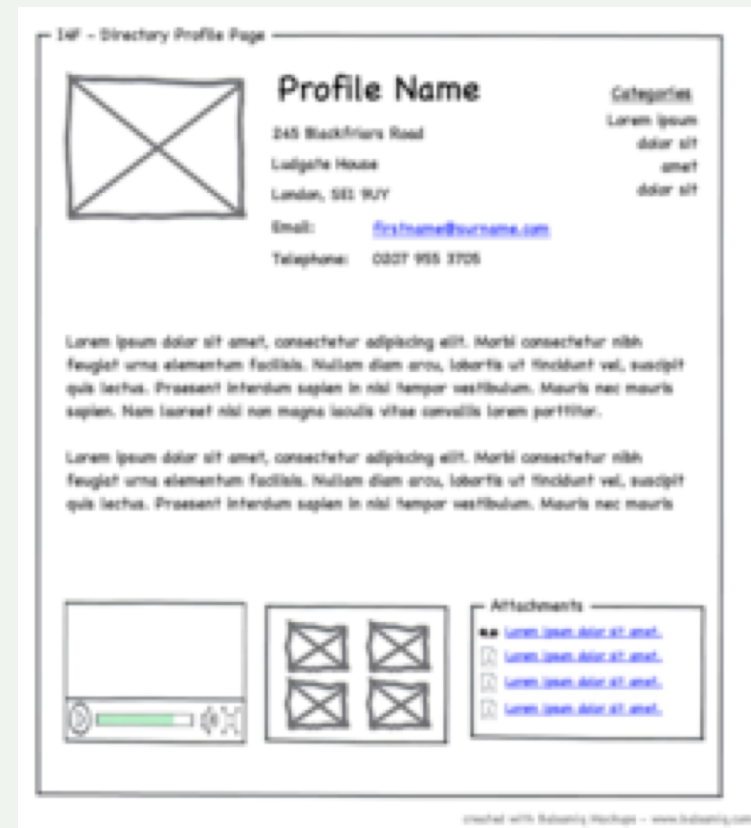 I4F - Directory Profile Page
Profile Name
245 Blackfriars Road
Ludgate House
London, SE1 9UY
Email: firstname@surname.com
Telephone: 0207 955 3705
Categories
Lorem ipsum
dolor sit
amet
dolor sit
Lorem ipsum dolor sit amet, consectetur adipiscing elit. Morbi consectetur nibh
feugiat urna elementum facilisis. Nullam diam arcu, lobortis ut tincidunt vel, suscipit
quis lectus. Praesent interdum sapien in nisl tempor vestibulum. Mauris nec mauris
sapien. Nam laoreet nisl non magna iaculis vitae convallis lorem porttitor.
Lorem ipsum dolor sit amet, consectetur adipiscing elit. Morbi consectetur nibh
feugiat urna elementum facilisis. Nullam diam arcu, lobortis ut tincidunt vel, suscipit
quis lectus. Praesent interdum sapien in nisl tempor vestibulum. Mauris nec mauris
Attachments
Lorem ipsum dolor sit amet.
Lorem ipsum dolor sit amet.
Lorem ipsum dolor sit amet.
Lorem ipsum dolor sit amet.
created with Balsamiq Mockups - www.balsamiq.com